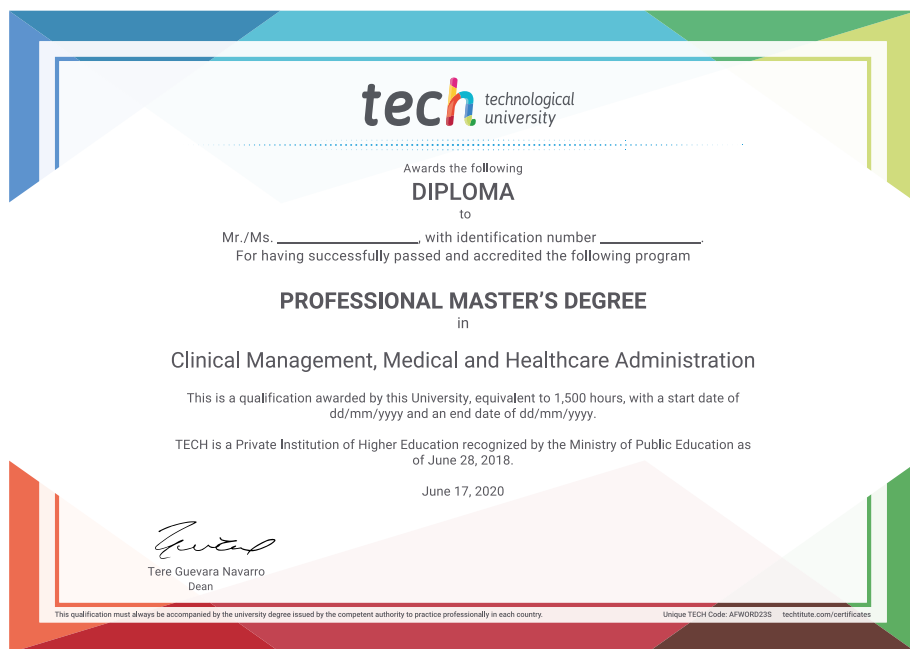 tech technological
university
Awards the following
DIPLOMA
to
Mr./Ms. ____________, with identification number ____________.
For having successfully passed and accredited the following program
PROFESSIONAL MASTER'S DEGREE
in
Clinical Management, Medical and Healthcare Administration
This is a qualification awarded by this University, equivalent to 1,500 hours, with a start date of
dd/mm/yyyy and an end date of dd/mm/yyyy.
TECH is a Private Institution of Higher Education recognized by the Ministry of Public Education as
of June 28, 2018.
June 17, 2020
Tere Guevara Navarro
Dean
This qualification must always be accompanied by the university degree issued by the competent authority to practice professionally in each country. Unique TECH Code: AFWORD23S techtitute.com/certificates